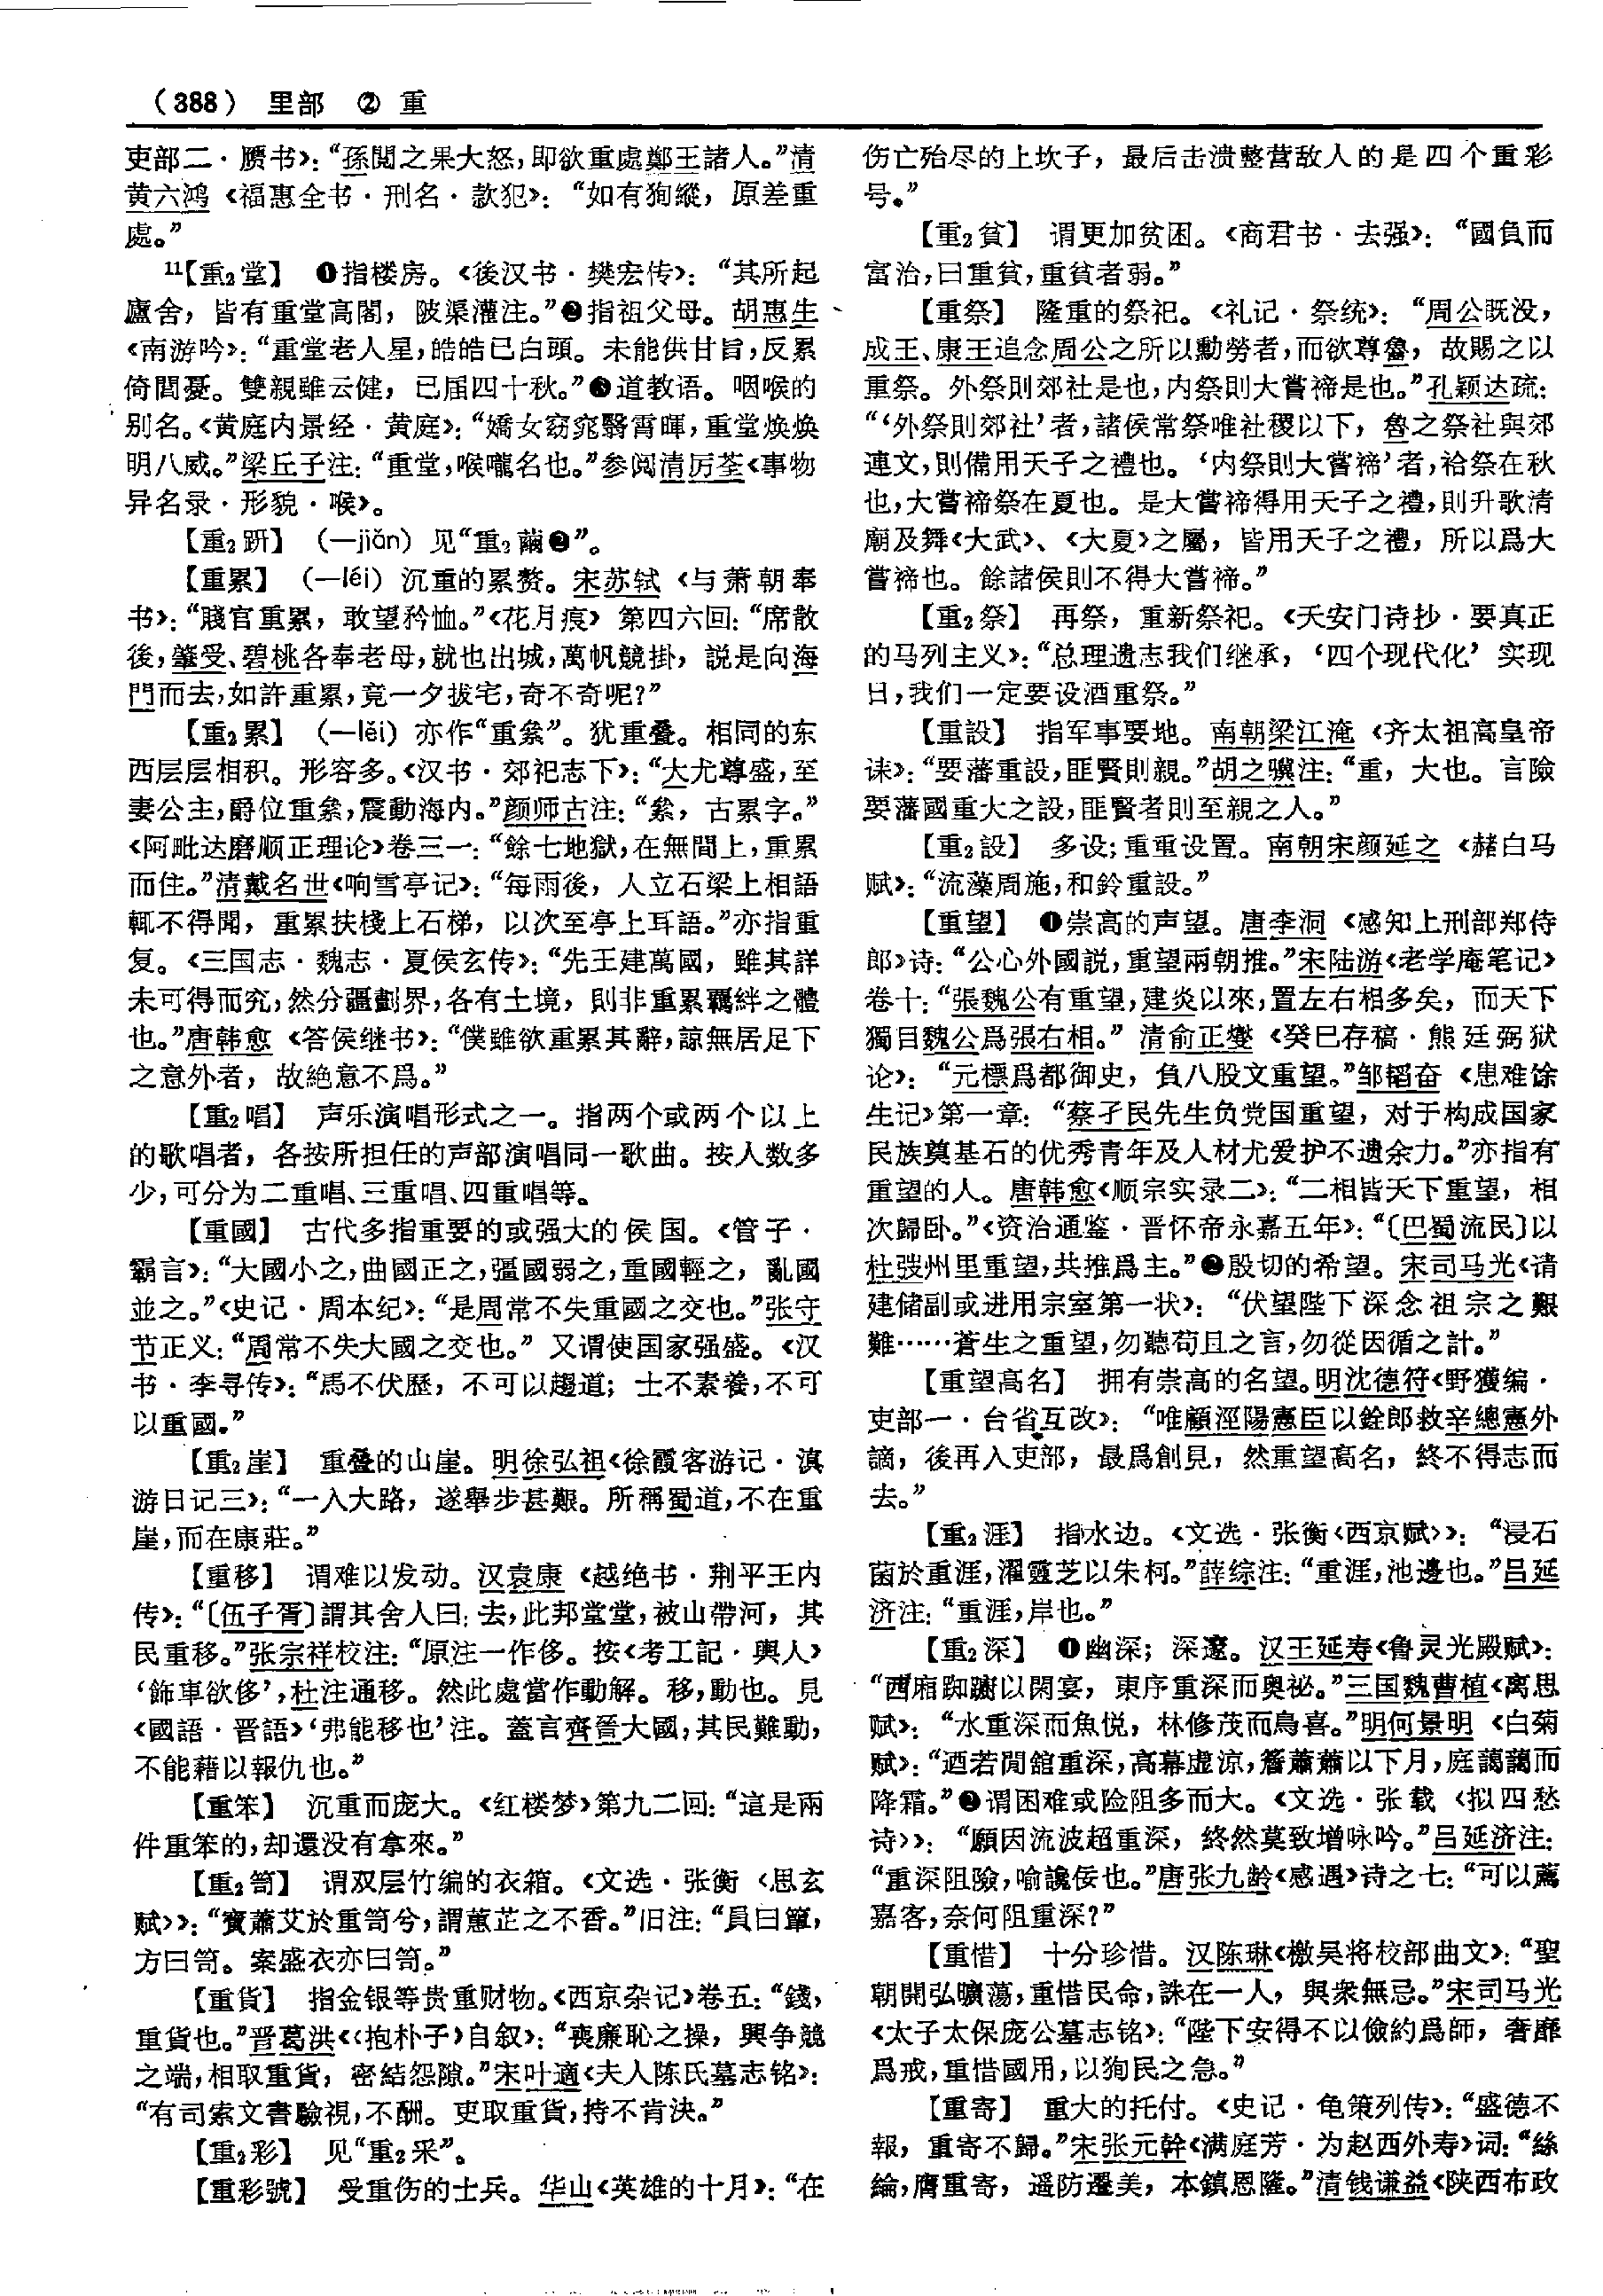 （388）　里部　②　重
吏部二·赝书》：“孫閲之果大怒，即欲重處鄭王諸人。”清
黄六鸿《福惠全书·刑名·款犯》：“如有狥縱，原差重
處。”
11【重₂堂】　❶指楼房。《後汉书·樊宏传》：“其所起
廬舍，皆有重堂高閣，陂渠灌注。”❷指祖父母。胡惠生
《南游吟》：“重堂老人星，皓皓已白頭。未能供甘旨，反累
倚閭憂。雙親雖云健，已届四十秋。”❸道教语。咽喉的
别名。《黄庭内景经·黄庭》：“嬌女窈窕翳霄暉，重堂焕焕
明八威。”梁丘子注：“重堂，喉嚨名也。”参阅清厉荃《事物
异名录·形貌·喉》。
【重₂趼】　（—jiǎn）见“重₂繭❷”。
【重累】　（—léi）沉重的累赘。宋苏轼《与萧朝奉
书》：“賤官重累，敢望矜恤。”《花月痕》第四六回：“席散
後，肇受、碧桃各奉老母，就也出城，萬帆競掛，説是向海
門而去，如許重累，竟一夕拔宅，奇不奇呢？”
【重₂累】　（—lěi）亦作“重絫”。犹重叠。相同的东
西层层相积。形容多。《汉书·郊祀志下》：“大尤尊盛，至
妻公主，爵位重絫，震動海内。”颜师古注：“絫，古累字。”
《阿毗达磨顺正理论》卷三一：“餘七地獄，在無間上，重累
而住。”清戴名世《响雪亭记》：“每雨後，人立石梁上相語
輒不得聞，重累扶棧上石梯，以次至亭上耳語。”亦指重
复。《三国志·魏志·夏侯玄传》：“先王建萬國，雖其詳
未可得而究，然分疆劃界，各有土境，則非重累羈絆之體
也。”唐韩愈《答侯继书》：“僕雖欲重累其辭，諒無居足下
之意外者，故絶意不爲。”
【重₂唱】　声乐演唱形式之一。指两个或两个以上
的歌唱者，各按所担任的声部演唱同一歌曲。按人数多
少，可分为二重唱、三重唱、四重唱等。
【重國】　古代多指重要的或强大的侯国。《管子·
霸言》：“大國小之，曲國正之，彊國弱之，重國輕之，亂國
並之。”《史记·周本纪》：“是周常不失重國之交也。”张守
节正义：“周常不失大國之交也。”又谓使国家强盛。《汉
书·李寻传》：“馬不伏歷，不可以趨道；士不素養，不可
以重國。”
【重₂崖】　重叠的山崖。明徐弘祖《徐霞客游记·滇
游日记三》：“一入大路，遂舉步甚艱。所稱蜀道，不在重
崖，而在康莊。”
【重移】　谓难以发动。汉袁康《越绝书·荆平王内
传》：“〔伍子胥〕謂其舍人曰：去，此邦堂堂，被山帶河，其
民重移。”张宗祥校注：“原注一作侈。按《考工記·輿人》
‘飾車欲侈’，杜注通移。然此處當作動解。移，動也。見
《國語·晋語》‘弗能移也’注。蓋言齊晉大國，其民難動，
不能藉以報仇也。”
【重笨】　沉重而庞大。《红楼梦》第九二回：“這是兩
件重笨的，却還没有拿來。”
【重₂笥】　谓双层竹编的衣箱。《文选·张衡〈思玄
赋〉》：“寳蕭艾於重笥兮，謂蕙芷之不香。”旧注：“員曰簞，
方曰笥。案盛衣亦曰笥。”
【重貨】　指金银等贵重财物。《西京杂记》卷五：“錢，
重貨也。”晋葛洪《〈抱朴子〉自叙》：“喪廉恥之操，興争競
之端，相取重貨，密結怨隙。”宋叶適《夫人陈氏墓志铭》：
“有司索文書驗視，不酬。吏取重貨，持不肯決。”
【重₂彩】　见“重₂采”。
【重彩號】　受重伤的士兵。华山《英雄的十月》：“在
伤亡殆尽的上坎子，最后击溃整营敌人的是四个重彩
号。”
【重₂貧】　谓更加贫困。《商君书·去强》：“國負而
富治，曰重貧，重貧者弱。”
【重祭】　隆重的祭祀。《礼记·祭统》：“周公既没，
成王、康王追念周公之所以勳勞者，而欲尊魯，故賜之以
重祭。外祭則郊社是也，内祭則大嘗禘是也。”孔颖达疏：
“‘外祭則郊社’者，諸侯常祭唯社稷以下，魯之祭社與郊
連文，則備用天子之禮也。‘内祭則大嘗禘’者，祫祭在秋
也，大嘗禘祭在夏也。是大嘗禘得用天子之禮，則升歌清
廟及舞《大武》、《大夏》之屬，皆用天子之禮，所以爲大
嘗禘也。餘諸侯則不得大嘗禘。”
【重₂祭】　再祭，重新祭祀。《天安门诗抄·要真正
的马列主义》：“总理遗志我们继承，‘四个现代化’实现
日，我们一定要设酒重祭。”
【重設】　指军事要地。南朝梁江淹《齐太祖高皇帝
诔》：“要藩重設，匪賢則親。”胡之骥注：“重，大也。言險
要藩國重大之設，匪賢者則至親之人。”
【重₂設】　多设；重重设置。南朝宋颜延之《赭白马
赋》：“流藻周施，和鈴重設。”
【重望】　❶崇高的声望。唐李洞《感知上刑部郑侍
郎》诗：“公心外國説，重望兩朝推。”宋陆游《老学庵笔记》
卷十：“張魏公有重望，建炎以來，置左右相多矣，而天下
獨目魏公爲張右相。”清俞正燮《癸巳存稿·熊廷弼狱
论》：“元標爲都御史，負八股文重望。”邹韬奋《患难馀
生记》第一章：“蔡孑民先生负党国重望，对于构成国家
民族奠基石的优秀青年及人材尤爱护不遗余力。”亦指有
重望的人。唐韩愈《顺宗实录二》：“二相皆天下重望，相
次歸卧。”《资治通鉴·晋怀帝永嘉五年》：“〔巴蜀流民〕以
杜弢州里重望，共推爲主。”❷殷切的希望。宋司马光《请
建储副或进用宗室第一状》：“伏望陛下深念祖宗之艱
難……蒼生之重望，勿聽苟且之言，勿從因循之計。”
【重望高名】　拥有崇高的名望。明沈德符《野獲编·
吏部一·台省互改》：“唯顧涇陽憲臣以銓郎救辛總憲外
謫，後再入吏部，最爲創見，然重望高名，終不得志而
去。”
【重₂涯】　指水边。《文选·张衡〈西京赋〉》：“浸石
菌於重涯，濯靈芝以朱柯。”薛综注：“重涯，池邊也。”吕延
济注：“重涯，岸也。”
【重₂深】　❶幽深；深邃。汉王延寿《鲁灵光殿赋》：
“西廂踟躕以閑宴，東序重深而奥祕。”三国魏曹植《离思
赋》：“水重深而魚悦，林修茂而鳥喜。”明何景明《白菊
赋》：“迺若閒舘重深，高幕虚涼，簷蕭蕭以下月，庭藹藹而
降霜。”❷谓困难或险阻多而大。《文选·张载〈拟四愁
诗〉》：“願因流波超重深，終然莫致增咏吟。”吕延济注：
“重深阻險，喻讒佞也。”唐张九龄《感遇》诗之七：“可以薦
嘉客，奈何阻重深？”
【重惜】　十分珍惜。汉陈琳《檄吴将校部曲文》：“聖
朝開弘曠蕩，重惜民命，誅在一人，與衆無忌。”宋司马光
《太子太保庞公墓志铭》：“陛下安得不以儉約爲師，奢靡
爲戒，重惜國用，以狥民之急。”
【重寄】　重大的托付。《史记·龟策列传》：“盛德不
報，重寄不歸。”宋张元幹《满庭芳·为赵西外寿》词：“絲
綸，膺重寄，遥防遷美，本鎮恩隆。”清钱谦益《陕西布政